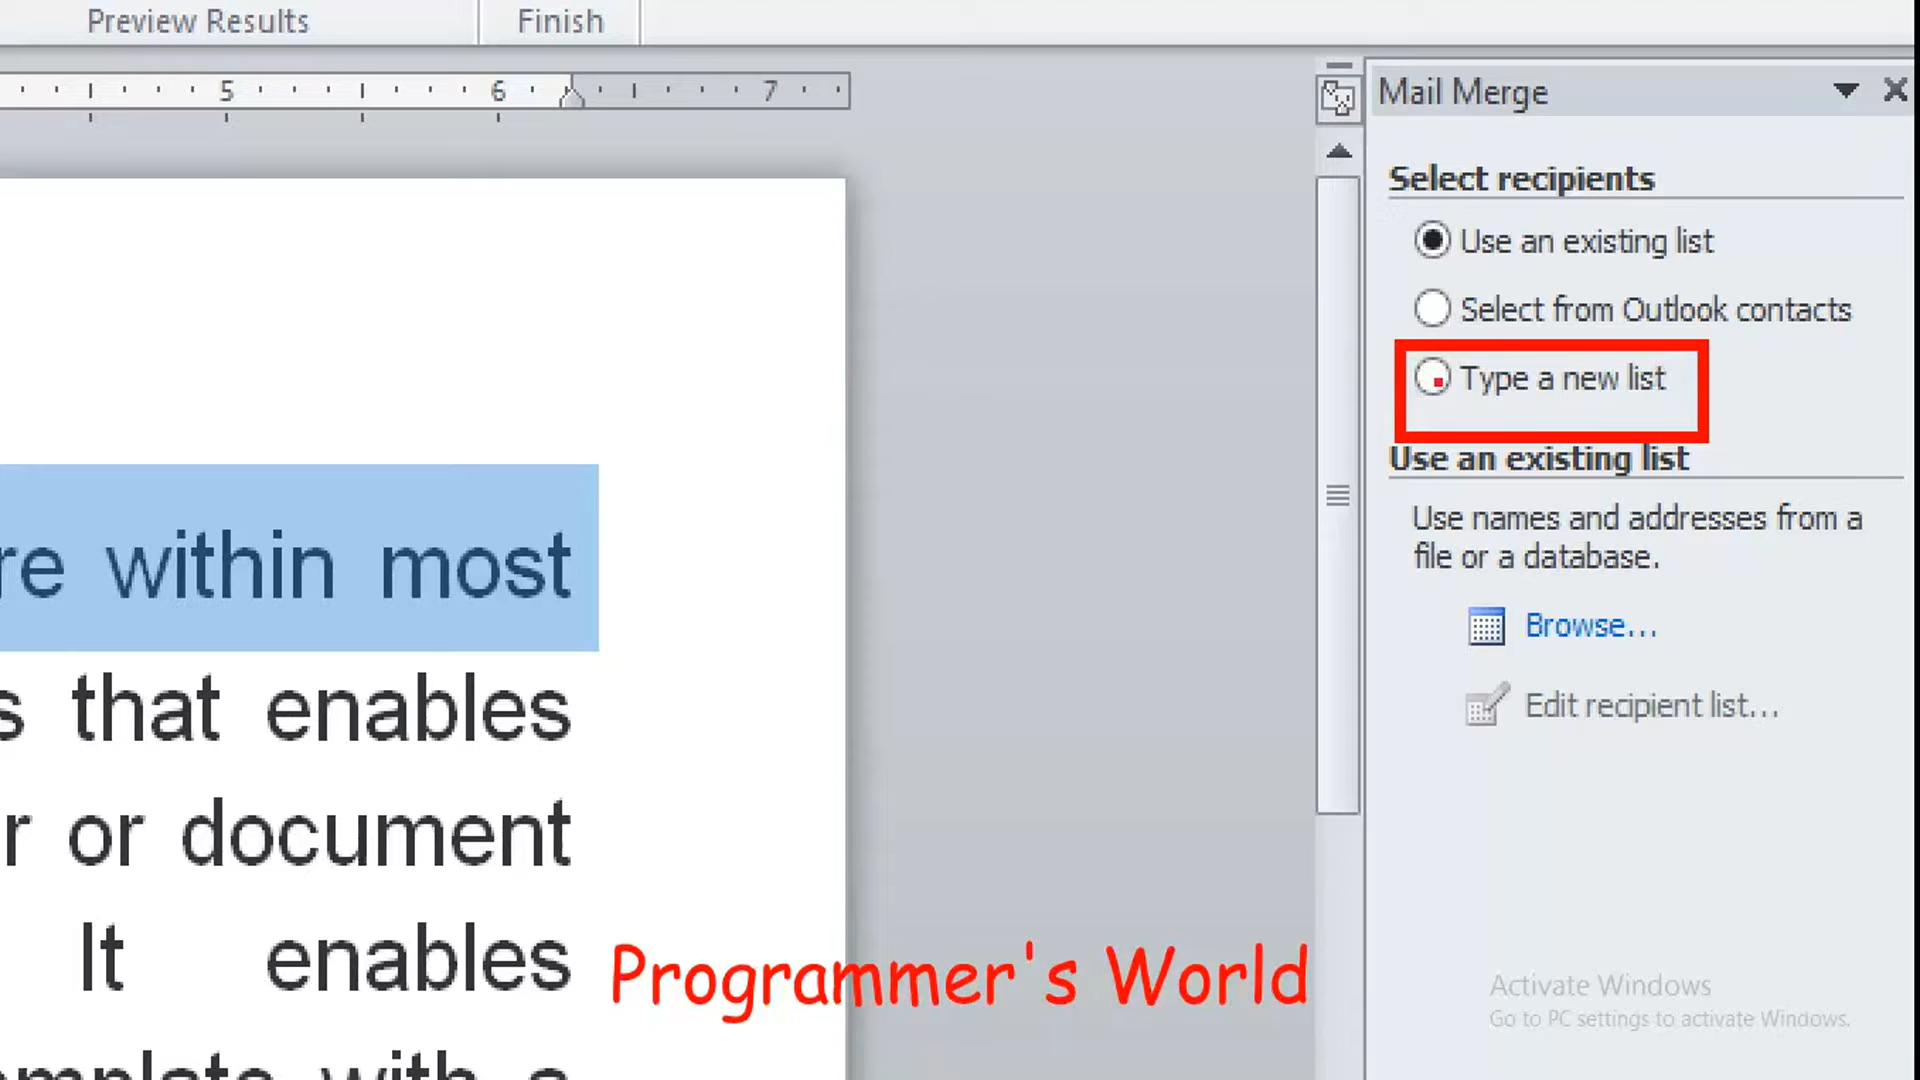 Preview Results
Finish
5 6 7
Mail Merge
Select recipients
Use an existing list
Select from Outlook contacts
Type a new list
Use an existing list
Use names and addresses from a
file or a database.
Browse...
Edit recipient list...
re within most
s that enables
r or document
It enables
with a
Programmer's World
Activate Windows
Go to PC settings to activate Windows.